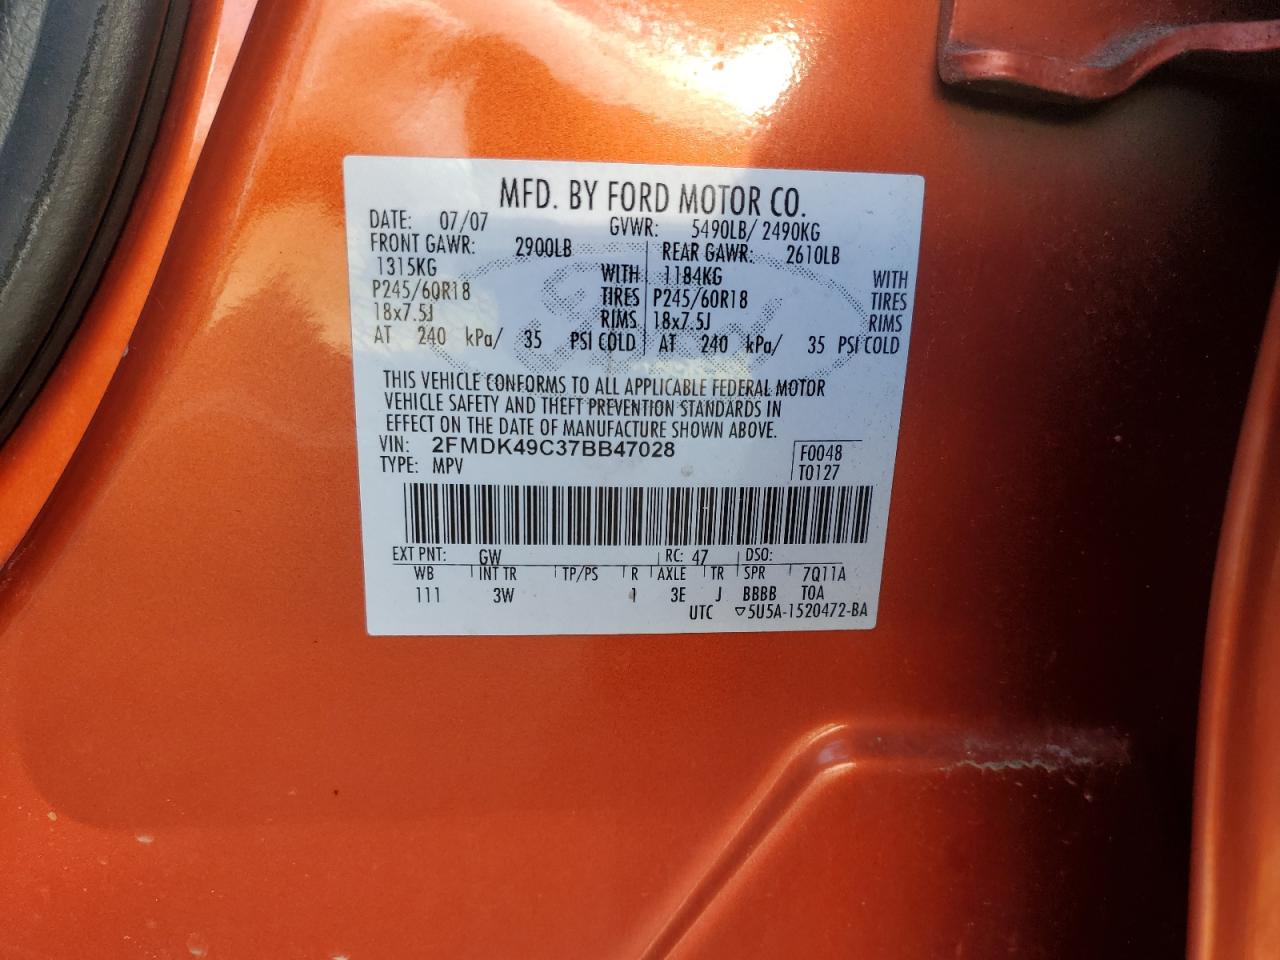 MFD. BY FORD MOTOR CO.
DATE: 07/07 GVWR: 5490LB/ 2490KG
FRONT GAWR: 2900LB REAR GAWR: 2610LB
1315KG WITH 1184KG WITH
P245/60R18 TIRES P245/60R18 TIRES
18x7.5J RIMS 18x7.5J RIMS
AT 240 kPa/ 35 PSI COLD AT 240 kPa/ 35 PSI COLD
THIS VEHICLE CONFORMS TO ALL APPLICABLE FEDERAL MOTOR
VEHICLE SAFETY AND THEFT PREVENTION STANDARDS IN
EFFECT ON THE DATE OF MANUFACTURE SHOWN ABOVE.
VIN: 2FMDK49C37BB47028 F0048
TYPE: MPV T0127
EXT PNT: GW RC: 47 DSO:
WB INT TR TP/PS R AXLE TR SPR 7Q11A
111 3W 1 3E J BBBB TOA
UTC ▽5U5A-1520472-BA